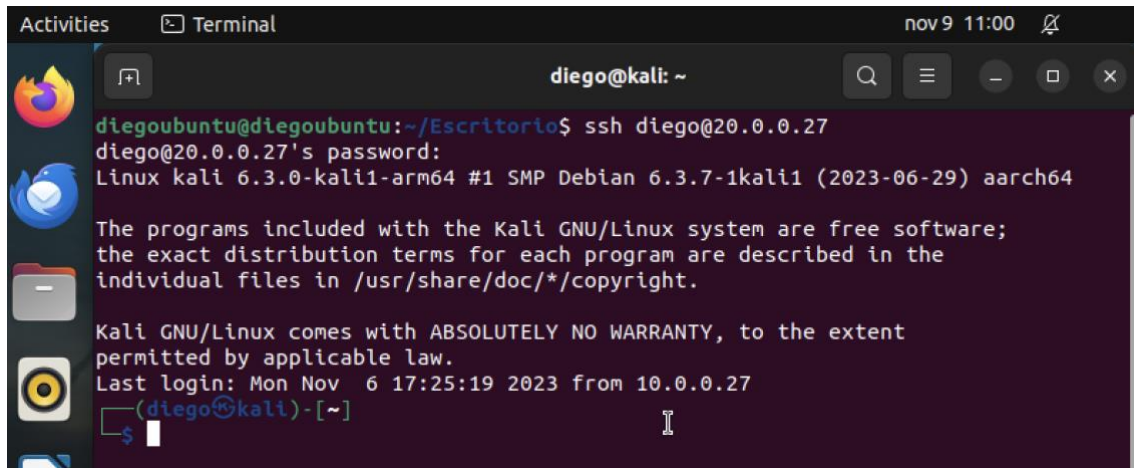 Activities Terminal nov 9 11:00
diego@kali: ~
diegoubuntu@diegoubuntu:~/Escritorio$ ssh diego@20.0.0.27
diego@20.0.0.27's password:
Linux kali 6.3.0-kali1-arm64 #1 SMP Debian 6.3.7-1kali1 (2023-06-29) aarch64
The programs included with the Kali GNU/Linux system are free software;
the exact distribution terms for each program are described in the
individual files in /usr/share/doc/*/copyright.
Kali GNU/Linux comes with ABSOLUTELY NO WARRANTY, to the extent
permitted by applicable law.
Last login: Mon Nov  6 17:25:19 2023 from 10.0.0.27
┌──(diego㉿kali)-[~]
└─$